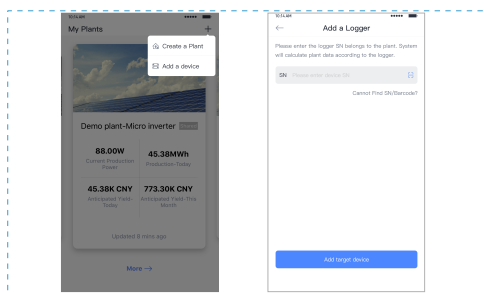 10:14 AM
My Plants
+
Create a Plant
Add a device
Demo plant-Micro inverter
88.00W
Current Production Power
45.38MWh
Production-Today
45.38K CNY
Anticipated Yield-Today
773.30K CNY
Anticipated Yield-This Month
Updated 8 mins ago
More →
10:14 AM
← Add a Logger
Please enter the logger SN belongs to the plant. System
will calculate plant data according to the logger.
SN Please enter device SN
Cannot Find SN/Barcode?
Add target device